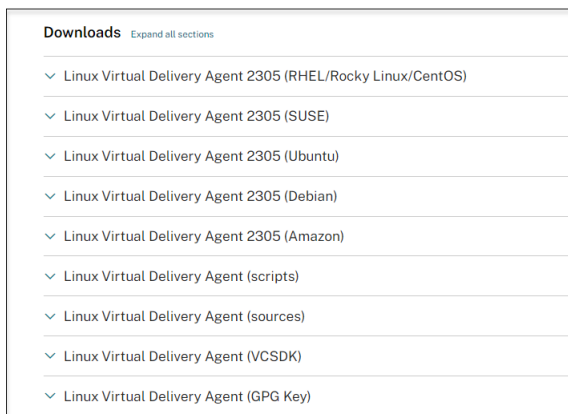 Downloads Expand all sections
Linux Virtual Delivery Agent 2305 (RHEL/Rocky Linux/CentOS)
Linux Virtual Delivery Agent 2305 (SUSE)
Linux Virtual Delivery Agent 2305 (Ubuntu)
Linux Virtual Delivery Agent 2305 (Debian)
Linux Virtual Delivery Agent 2305 (Amazon)
Linux Virtual Delivery Agent (scripts)
Linux Virtual Delivery Agent (sources)
Linux Virtual Delivery Agent (VCSDK)
Linux Virtual Delivery Agent (GPG Key)